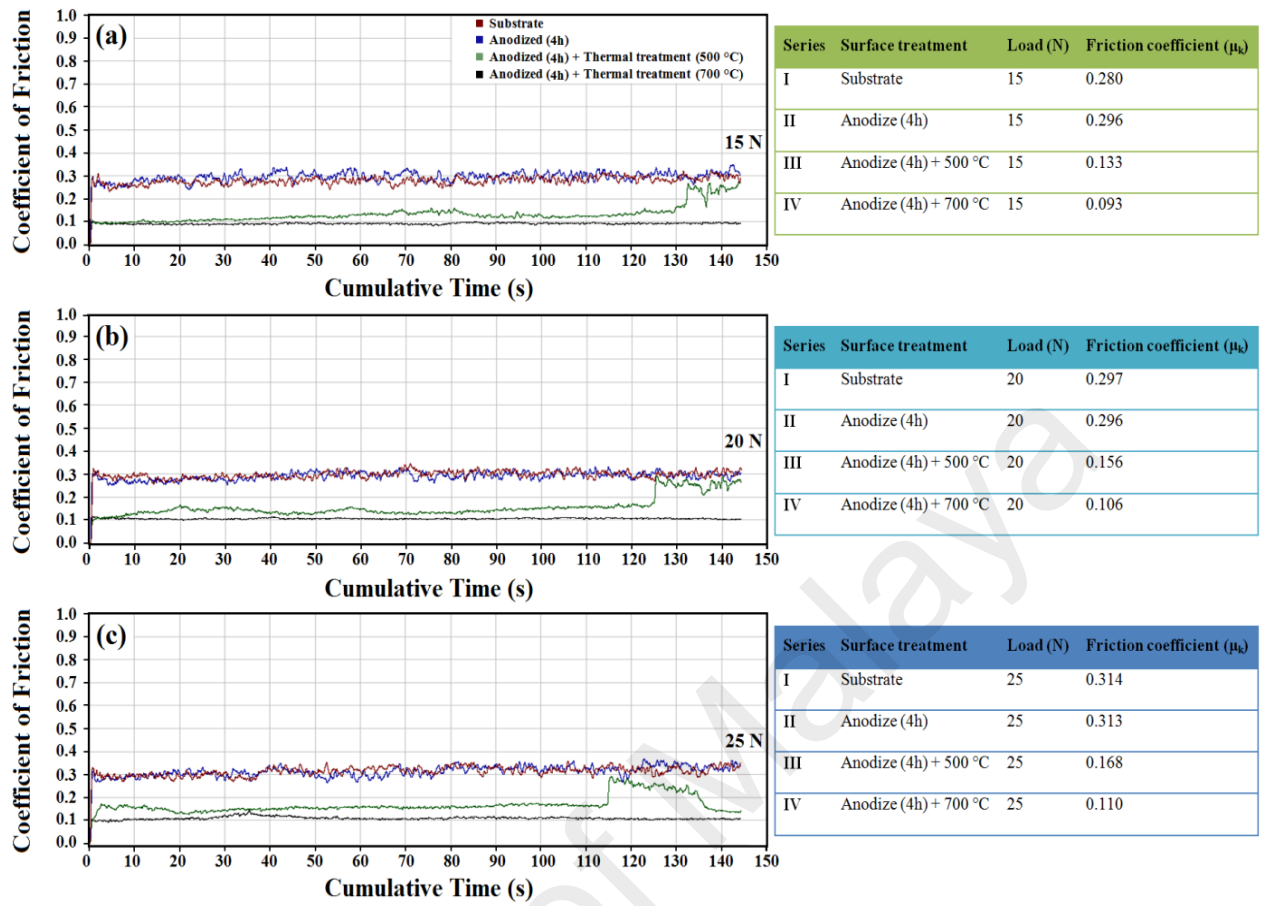 (a)
Substrate
Anodized (4h)
Anodized (4h) + Thermal treatment (500 °C)
Anodized (4h) + Thermal treatment (700 °C)
15 N
Coefficient of Friction
1.0
0.9
0.8
0.7
0.6
0.5
0.4
0.3
0.2
0.1
0.0
0 10 20 30 40 50 60 70 80 90 100 110 120 130 140 150
Cumulative Time (s)
Series Surface treatment Load (N) Friction coefficient (μk)
I Substrate 15 0.280
II Anodize (4h) 15 0.296
III Anodize (4h) + 500 °C 15 0.133
IV Anodize (4h) + 700 °C 15 0.093
(b)
20 N
Coefficient of Friction
1.0
0.9
0.8
0.7
0.6
0.5
0.4
0.3
0.2
0.1
0.0
0 10 20 30 40 50 60 70 80 90 100 110 120 130 140 150
Cumulative Time (s)
Series Surface treatment Load (N) Friction coefficient (μk)
I Substrate 20 0.297
II Anodize (4h) 20 0.296
III Anodize (4h) + 500 °C 20 0.156
IV Anodize (4h) + 700 °C 20 0.106
(c)
25 N
Coefficient of Friction
1.0
0.9
0.8
0.7
0.6
0.5
0.4
0.3
0.2
0.1
0.0
0 10 20 30 40 50 60 70 80 90 100 110 120 130 140 150
Cumulative Time (s)
Series Surface treatment Load (N) Friction coefficient (μk)
I Substrate 25 0.314
II Anodize (4h) 25 0.313
III Anodize (4h) + 500 °C 25 0.168
IV Anodize (4h) + 700 °C 25 0.110
of Malaya